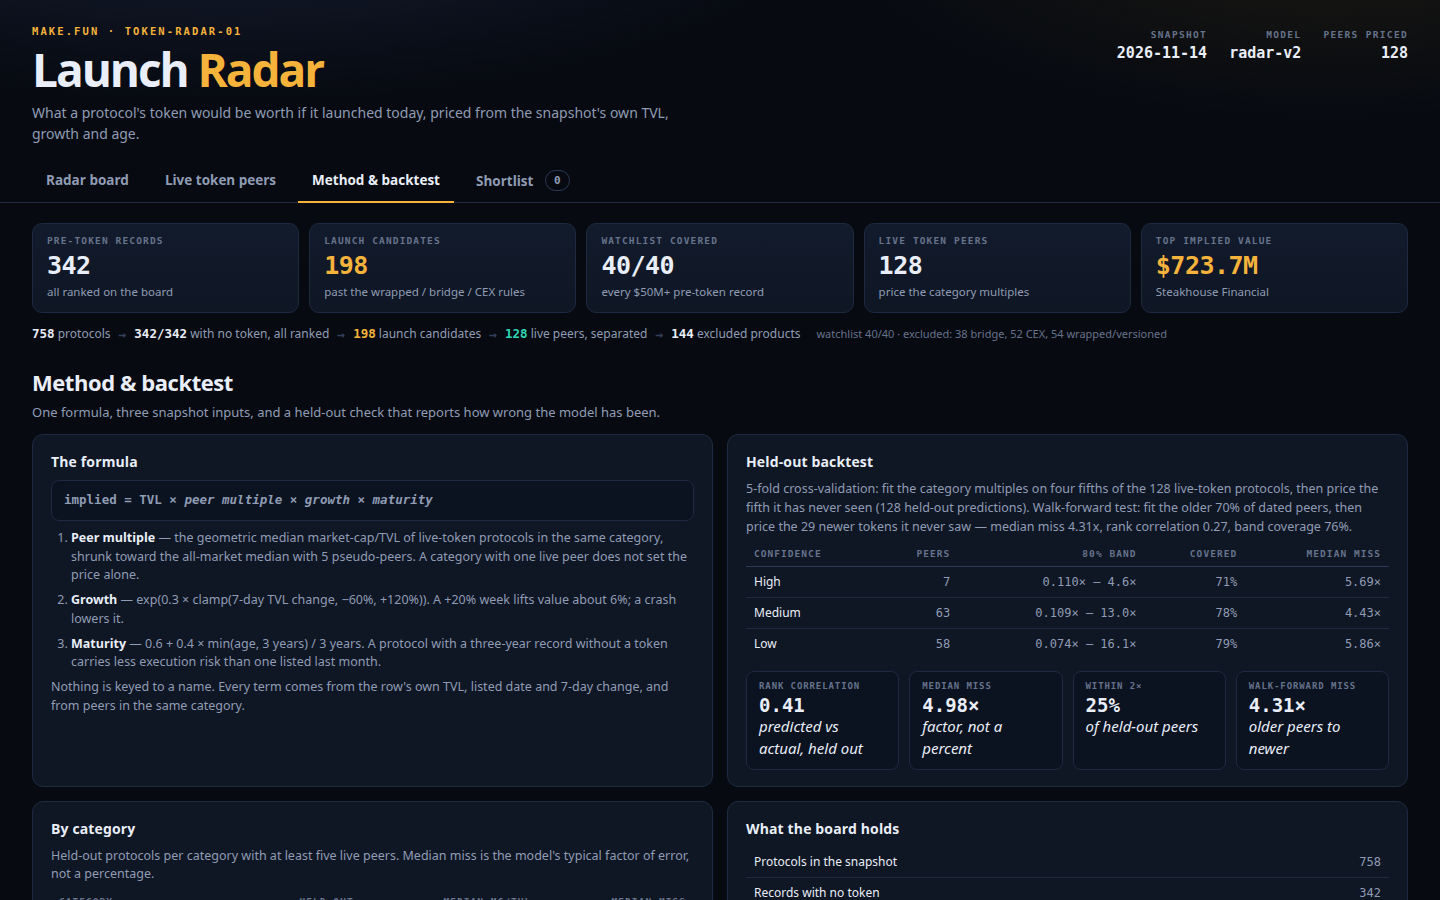 MAKE.FUN · TOKEN-RADAR-01
Launch Radar
What a protocol's token would be worth if it launched today, priced from the snapshot's own TVL,
growth and age.
SNAPSHOT
2026-11-14
MODEL
radar-v2
PEERS PRICED
128
Radar board
Live token peers
Method & backtest
Shortlist 0
PRE-TOKEN RECORDS
342
all ranked on the board
LAUNCH CANDIDATES
198
past the wrapped / bridge / CEX rules
WATCHLIST COVERED
40/40
every $50M+ pre-token record
LIVE TOKEN PEERS
128
price the category multiples
TOP IMPLIED VALUE
$723.7M
Steakhouse Financial
758 protocols → 342/342 with no token, all ranked → 198 launch candidates → 128 live peers, separated → 144 excluded products watchlist 40/40 · excluded: 38 bridge, 52 CEX, 54 wrapped/versioned
Method & backtest
One formula, three snapshot inputs, and a held-out check that reports how wrong the model has been.
The formula
implied = TVL × peer multiple × growth × maturity
1. Peer multiple — the geometric median market-cap/TVL of live-token protocols in the same category,
shrunk toward the all-market median with 5 pseudo-peers. A category with one live peer does not set the
price alone.
2. Growth — exp(0.3 × clamp(7-day TVL change, −60%, +120%)). A +20% week lifts value about 6%; a crash
lowers it.
3. Maturity — 0.6 + 0.4 × min(age, 3 years) / 3 years. A protocol with a three-year record without a token
carries less execution risk than one listed last month.
Nothing is keyed to a name. Every term comes from the row's own TVL, listed date and 7-day change, and
from peers in the same category.
Held-out backtest
5-fold cross-validation: fit the category multiples on four fifths of the 128 live-token protocols, then price the
fifth it has never seen (128 held-out predictions). Walk-forward test: fit the older 70% of dated peers, then
price the 29 newer tokens it never saw — median miss 4.31x, rank correlation 0.27, band coverage 76%.
CONFIDENCE PEERS 80% BAND COVERED MEDIAN MISS
High 7 0.110× – 4.6× 71% 5.69×
Medium 63 0.109× – 13.0× 78% 4.43×
Low 58 0.074× – 16.1× 79% 5.86×
RANK CORRELATION
0.41
predicted vs
actual, held out
MEDIAN MISS
4.98×
factor, not a
percent
WITHIN 2×
25%
of held-out peers
WALK-FORWARD MISS
4.31×
older peers to
newer
By category
Held-out protocols per category with at least five live peers. Median miss is the model's typical factor of error,
not a percentage.
What the board holds
Protocols in the snapshot 758
Records with no token 342